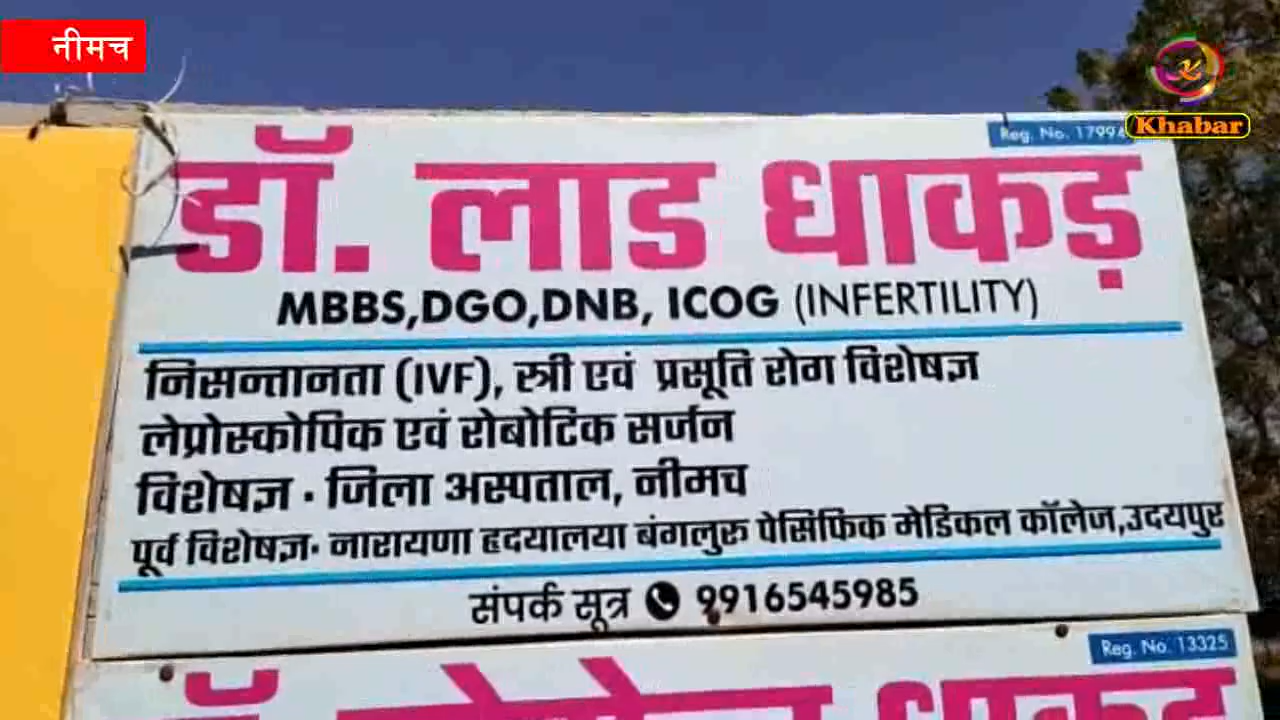 नीमच
K
Khabar
Reg. No. 1799
डॉ. लाड धाकड़
MBBS,DGO,DNB, ICOG (INFERTILITY)
निसन्तानता (IVF), स्त्री एवं प्रसूति रोग विशेषज्ञ
लेप्रोस्कोपिक एवं रोबोटिक सर्जन
विशेषज्ञ · जिला अस्पताल, नीमच
पूर्व विशेषज्ञ· नारायणा हृदयालया बंगलुरु पेसिफिक मेडिकल कॉलेज,उदयपुर
संपर्क सूत्र 9916545985
Reg. No. 13325
डॉ. धाकड़